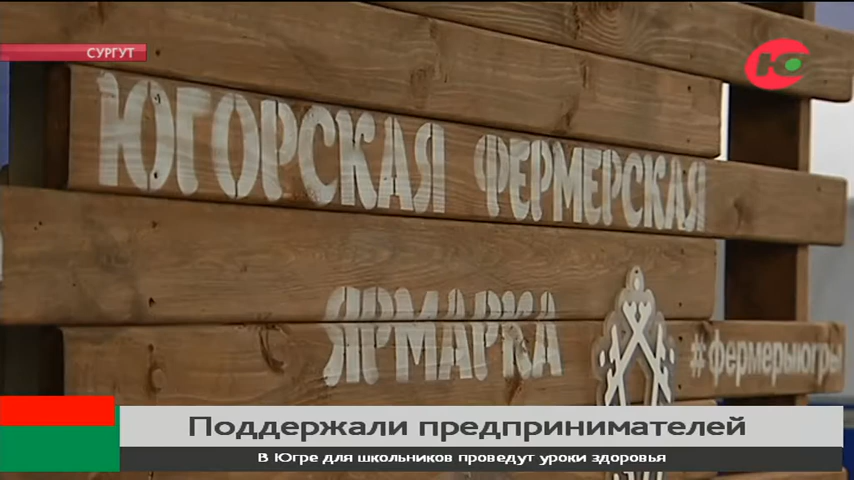 СУРГУТ
Ю
ЮГОРСКАЯ ФЕРМЕРСКАЯ
ЯРМАРКА
#фермерыюгры
Поддержали предпринимателей
В Югре для школьников проведут уроки здоровья